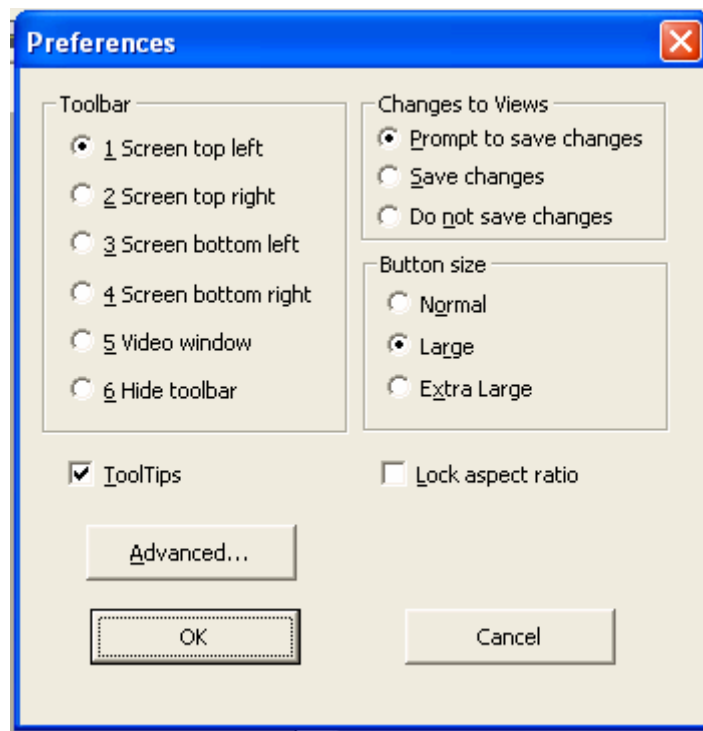 Preferences
Toolbar
1 Screen top left
2 Screen top right
3 Screen bottom left
4 Screen bottom right
5 Video window
6 Hide toolbar
Changes to Views
Prompt to save changes
Save changes
Do not save changes
Button size
Normal
Large
Extra Large
ToolTips
Lock aspect ratio
Advanced...
OK
Cancel